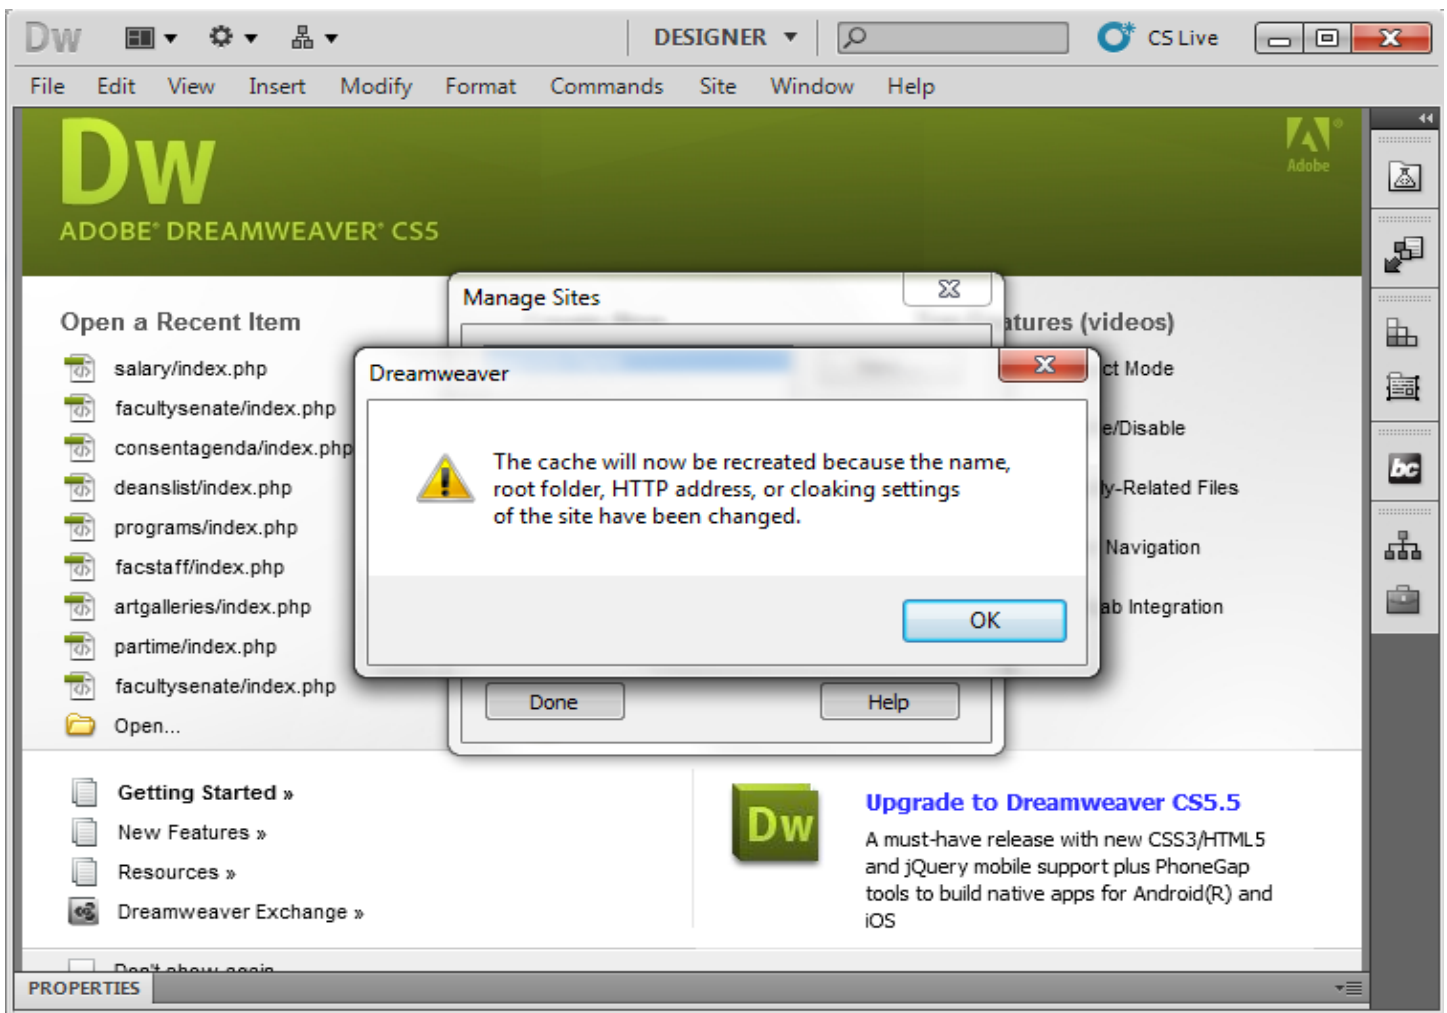 Dw
DESIGNER
CS Live
File Edit View Insert Modify Format Commands Site Window Help
Dw
ADOBE® DREAMWEAVER® CS5
Adobe
Open a Recent Item
salary/index.php
facultysenate/index.php
consentagenda/index.php
deanslist/index.php
programs/index.php
facstaff/index.php
artgalleries/index.php
partime/index.php
facultysenate/index.php
Open...
Manage Sites
Dreamweaver
The cache will now be recreated because the name,
root folder, HTTP address, or cloaking settings
of the site have been changed.
OK
Done Help
atures (videos)
ct Mode
e/Disable
y-Related Files
Navigation
ab Integration
bc
Getting Started »
New Features »
Resources »
Dreamweaver Exchange »
Dw
Upgrade to Dreamweaver CS5.5
A must-have release with new CSS3/HTML5
and jQuery mobile support plus PhoneGap
tools to build native apps for Android(R) and
iOS
Don't show again
PROPERTIES